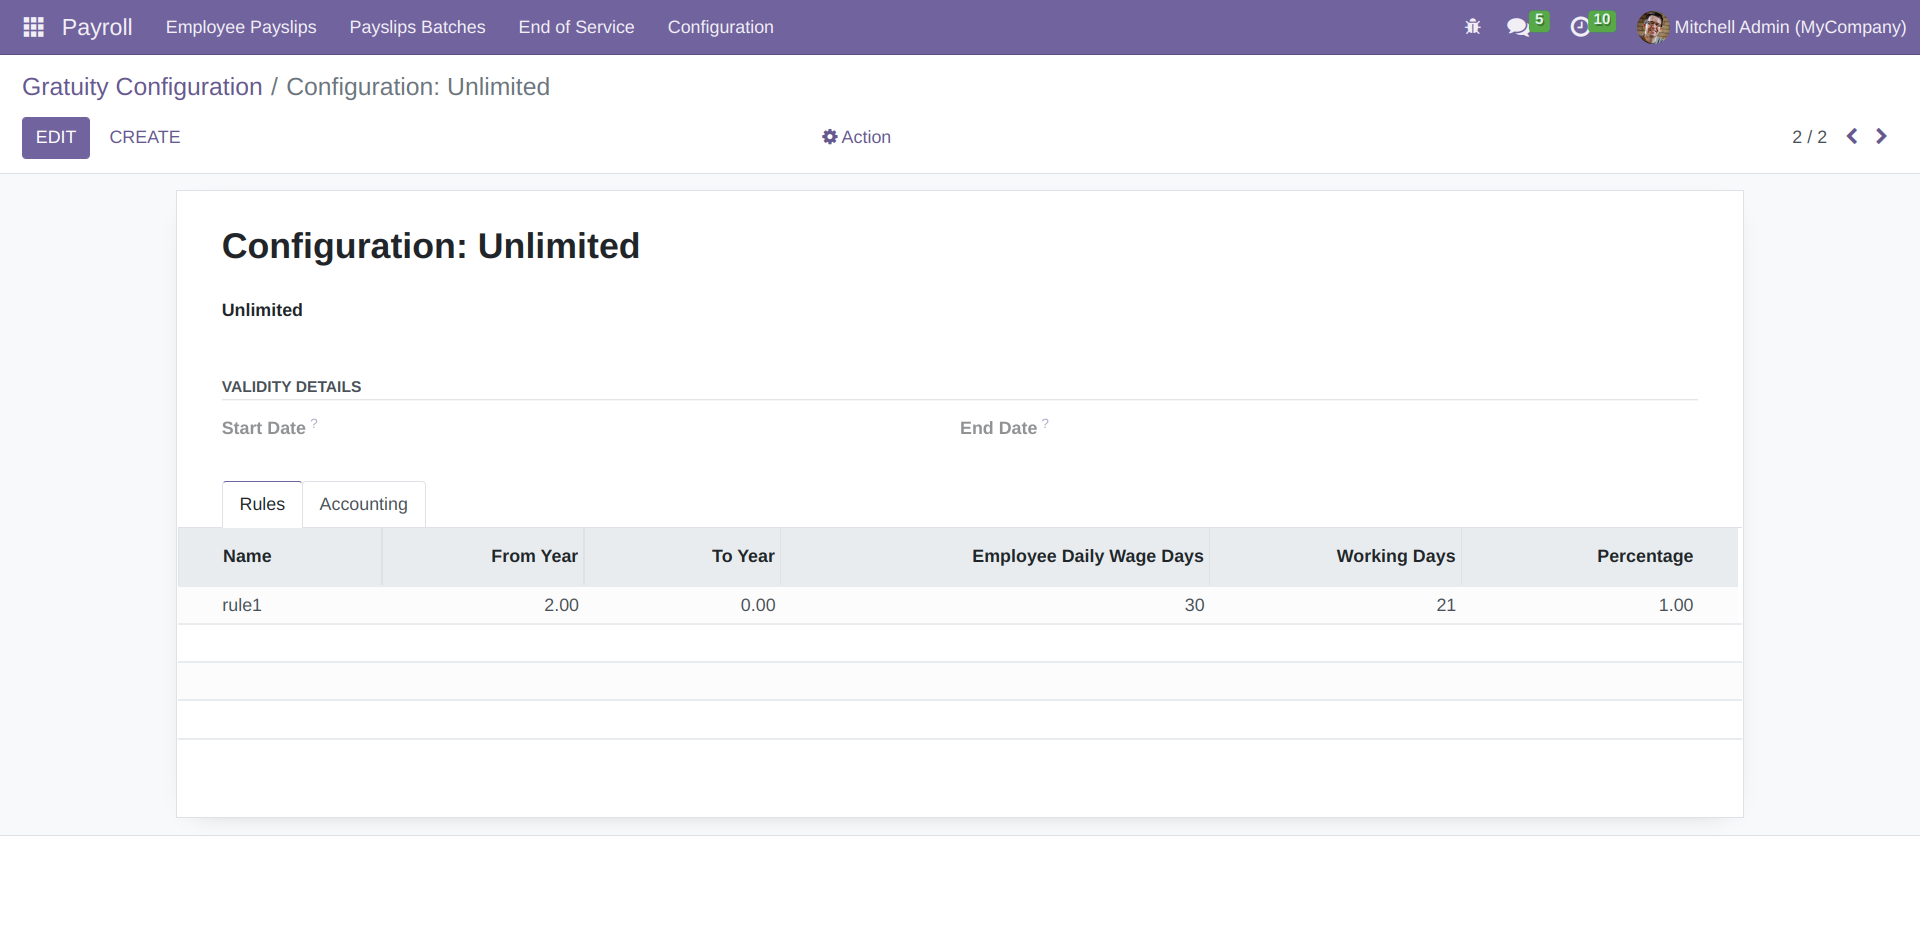 Payroll Employee Payslips Payslips Batches End of Service Configuration 5 10 Mitchell Admin (MyCompany)
Gratuity Configuration / Configuration: Unlimited
EDIT CREATE Action 2 / 2
Configuration: Unlimited
Unlimited
VALIDITY DETAILS
Start Date ? End Date ?
Rules Accounting
Name From Year To Year Employee Daily Wage Days Working Days Percentage
rule1 2.00 0.00 30 21 1.00